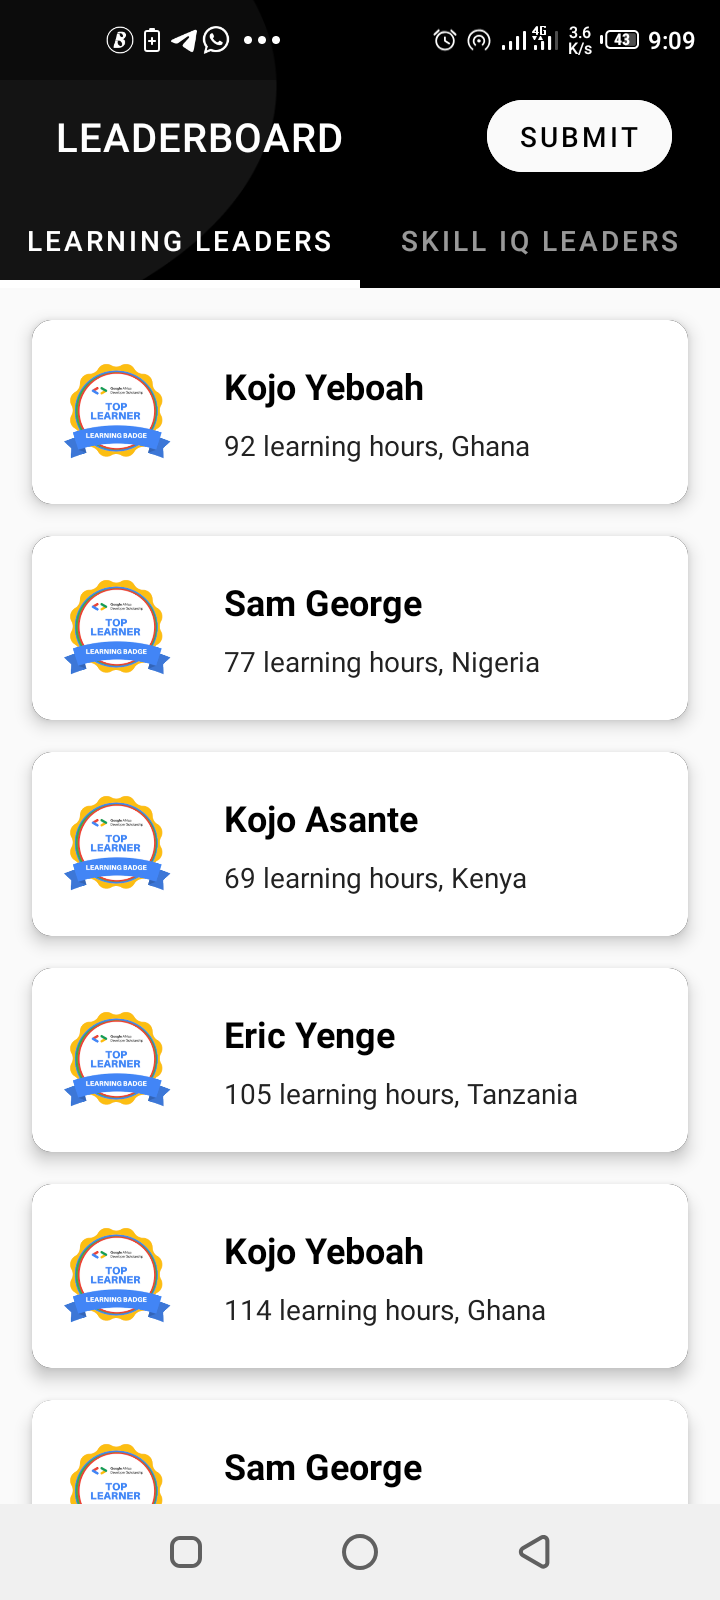 4G
3.6
K/s
43
9:09
LEADERBOARD
SUBMIT
LEARNING LEADERS
SKILL IQ LEADERS
TOP
LEARNER
LEARNING BADGE
Kojo Yeboah
92 learning hours, Ghana
TOP
LEARNER
LEARNING BADGE
Sam George
77 learning hours, Nigeria
TOP
LEARNER
LEARNING BADGE
Kojo Asante
69 learning hours, Kenya
TOP
LEARNER
LEARNING BADGE
Eric Yenge
105 learning hours, Tanzania
TOP
LEARNER
LEARNING BADGE
Kojo Yeboah
114 learning hours, Ghana
TOP
LEARNER
Sam George